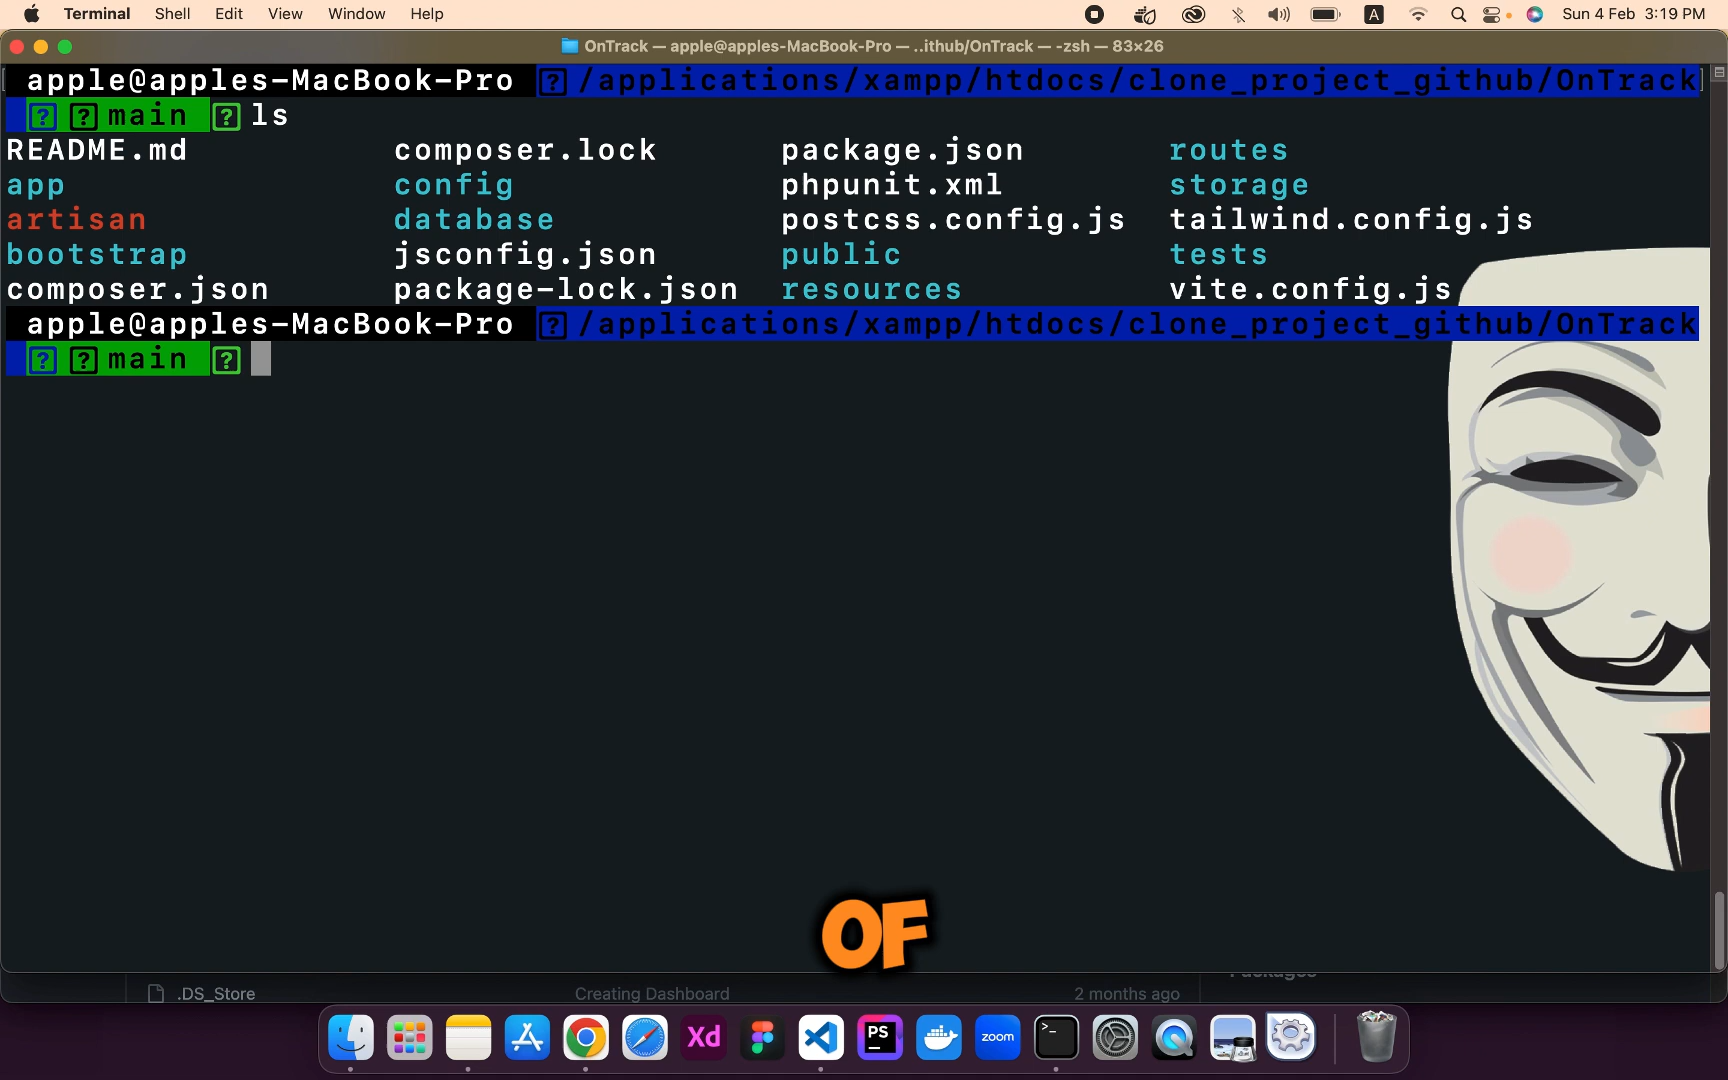 Terminal Shell Edit View Window Help A Sun 4 Feb 3:19 PM
OnTrack — apple@apples-MacBook-Pro — ..ithub/OnTrack — -zsh — 83×26
apple@apples-MacBook-Pro ? /applications/xampp/htdocs/clone_project_github/OnTrack
? ? main ? ls
README.md composer.lock package.json routes
app config phpunit.xml storage
artisan database postcss.config.js tailwind.config.js
bootstrap jsconfig.json public tests
composer.json package-lock.json resources vite.config.js
apple@apples-MacBook-Pro ? /applications/xampp/htdocs/clone_project_github/OnTrack
? ? main ?
OF
.DS_Store Creating Dashboard 2 months ago
Xd PS zoom